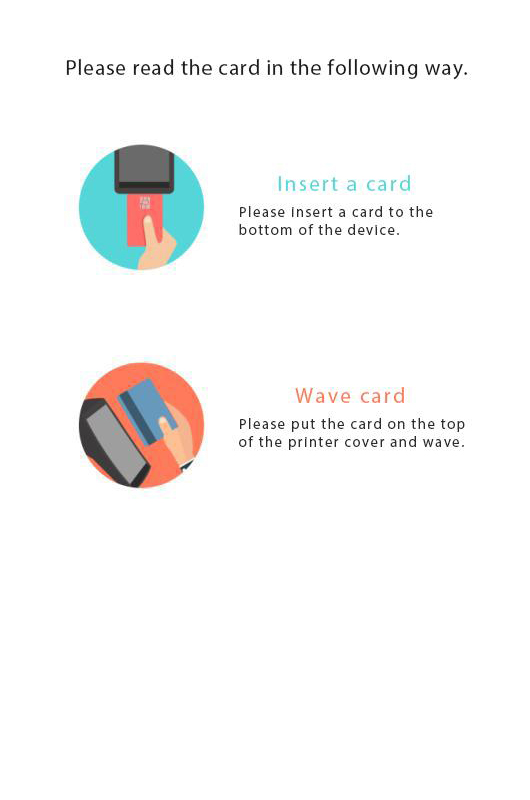 Please read the card in the following way.
Insert a card
Please insert a card to the
bottom of the device.
Wave card
Please put the card on the top
of the printer cover and wave.